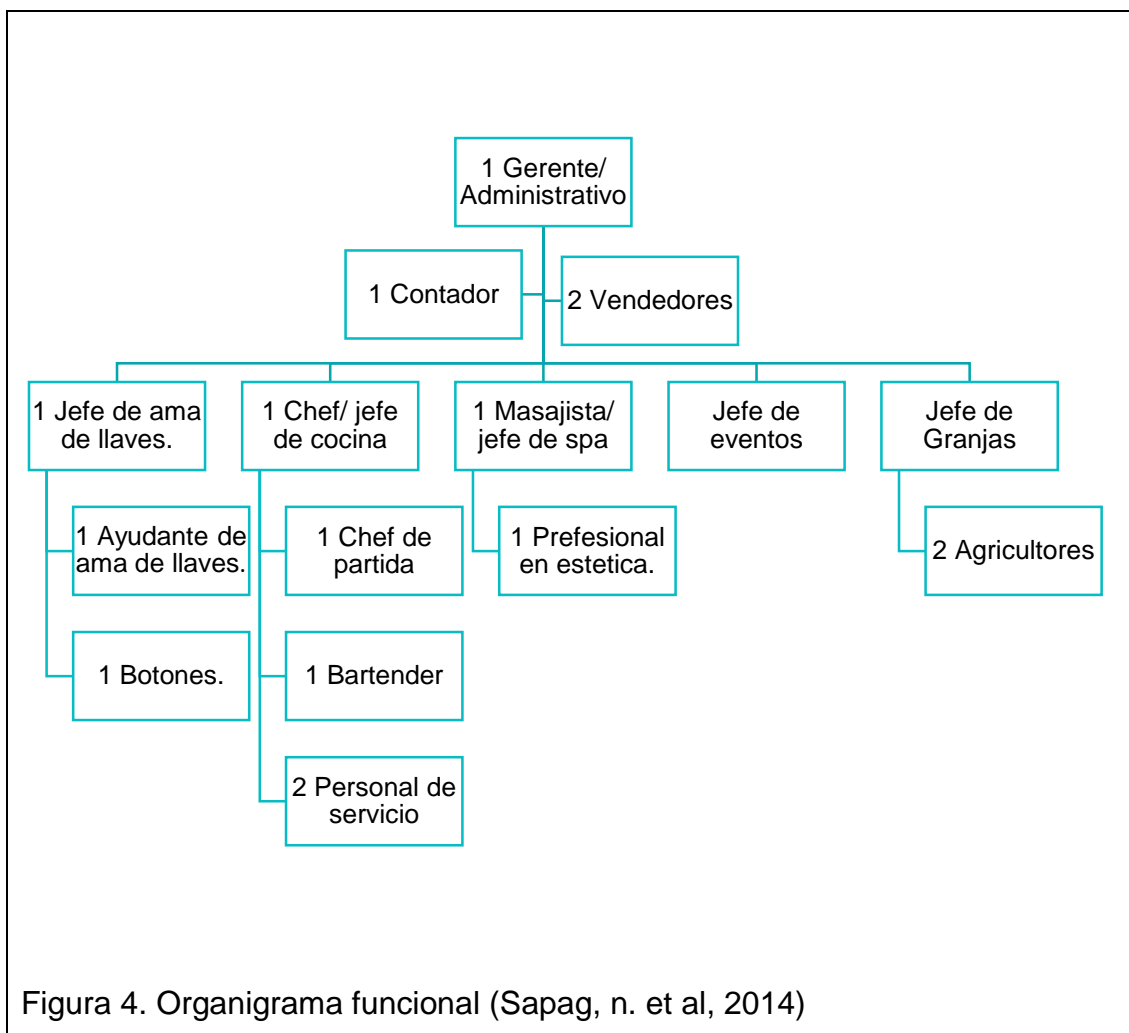 1 Gerente/
Administrativo
1 Contador
2 Vendedores
1 Jefe de ama
de llaves.
1 Chef/ jefe
de cocina
1 Masajista/
jefe de spa
Jefe de
eventos
Jefe de
Granjas
1 Ayudante de
ama de llaves.
1 Chef de
partida
1 Prefesional
en estetica.
2 Agricultores
1 Botones.
1 Bartender
2 Personal de
servicio
Figura 4. Organigrama funcional (Sapag, n. et al, 2014)